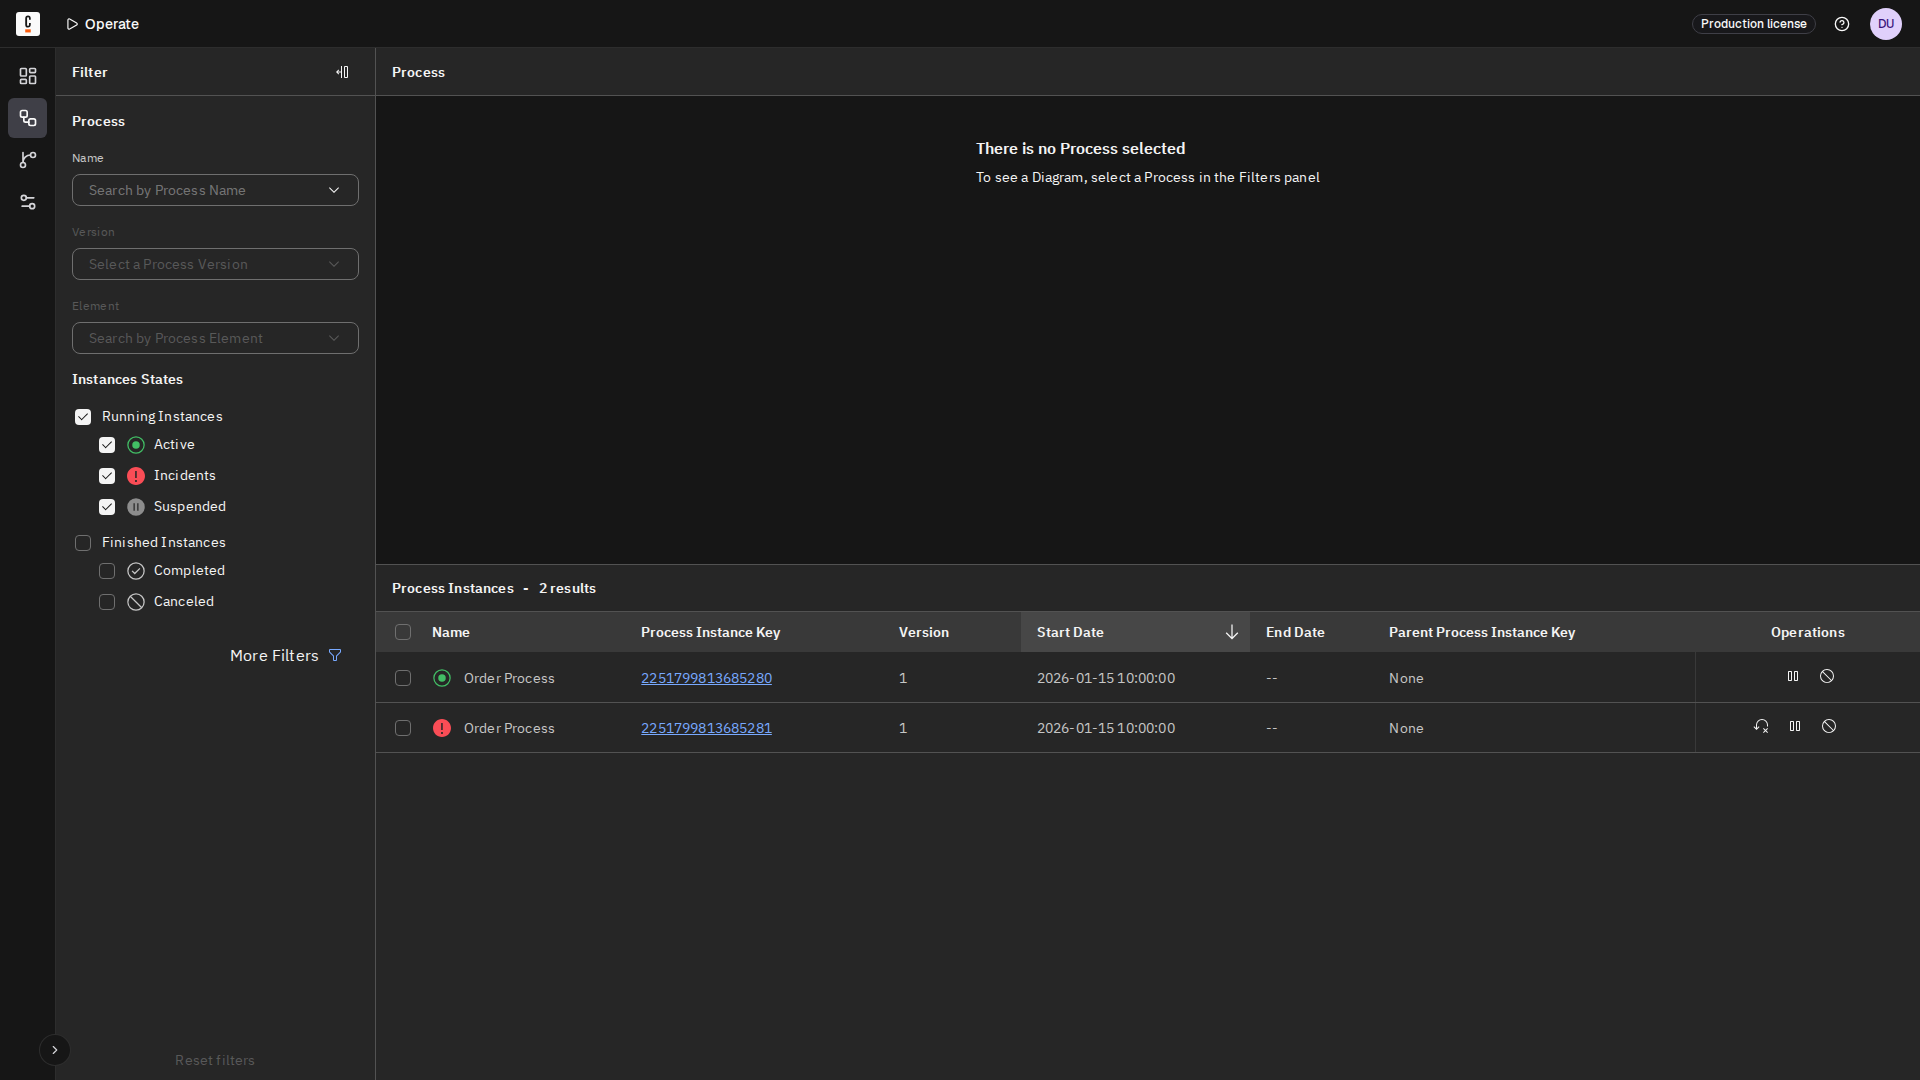 Operate
Production license
DU
Filter
Process
Process
Name
Search by Process Name
Version
Select a Process Version
Element
Search by Process Element
Instances States
Running Instances
Active
Incidents
Suspended
Finished Instances
Completed
Canceled
More Filters
Reset filters
There is no Process selected
To see a Diagram, select a Process in the Filters panel
Process Instances - 2 results
Name Process Instance Key Version Start Date End Date Parent Process Instance Key Operations
Order Process 2251799813685280 1 2026-01-15 10:00:00 -- None
Order Process 2251799813685281 1 2026-01-15 10:00:00 -- None